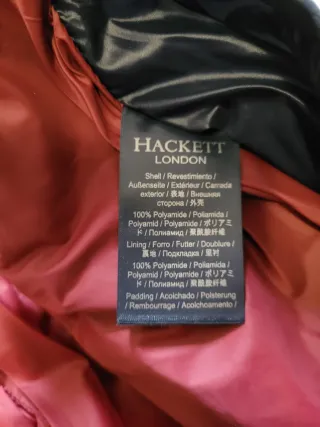 HACKETT
LONDON
Shell / Revestimiento /
Außenseite / Extérieur / Camada
exterior / 表地 / Внешняя
сторона / 外壳
100% Polyamide / Poliamida /
Polyamid / Polyamide / ポリアミ
ド / Полиамид / 聚酰胺纤维
Lining / Forro / Futter / Doublure /
裏地 / Подкладка / 里衬
100% Polyamide / Poliamida /
Polyamid / Polyamide / ポリアミ
ド / Полиамид / 聚酰胺纤维
Padding / Acolchado / Polsterung
/ Rembourrage / Acolchoamento /